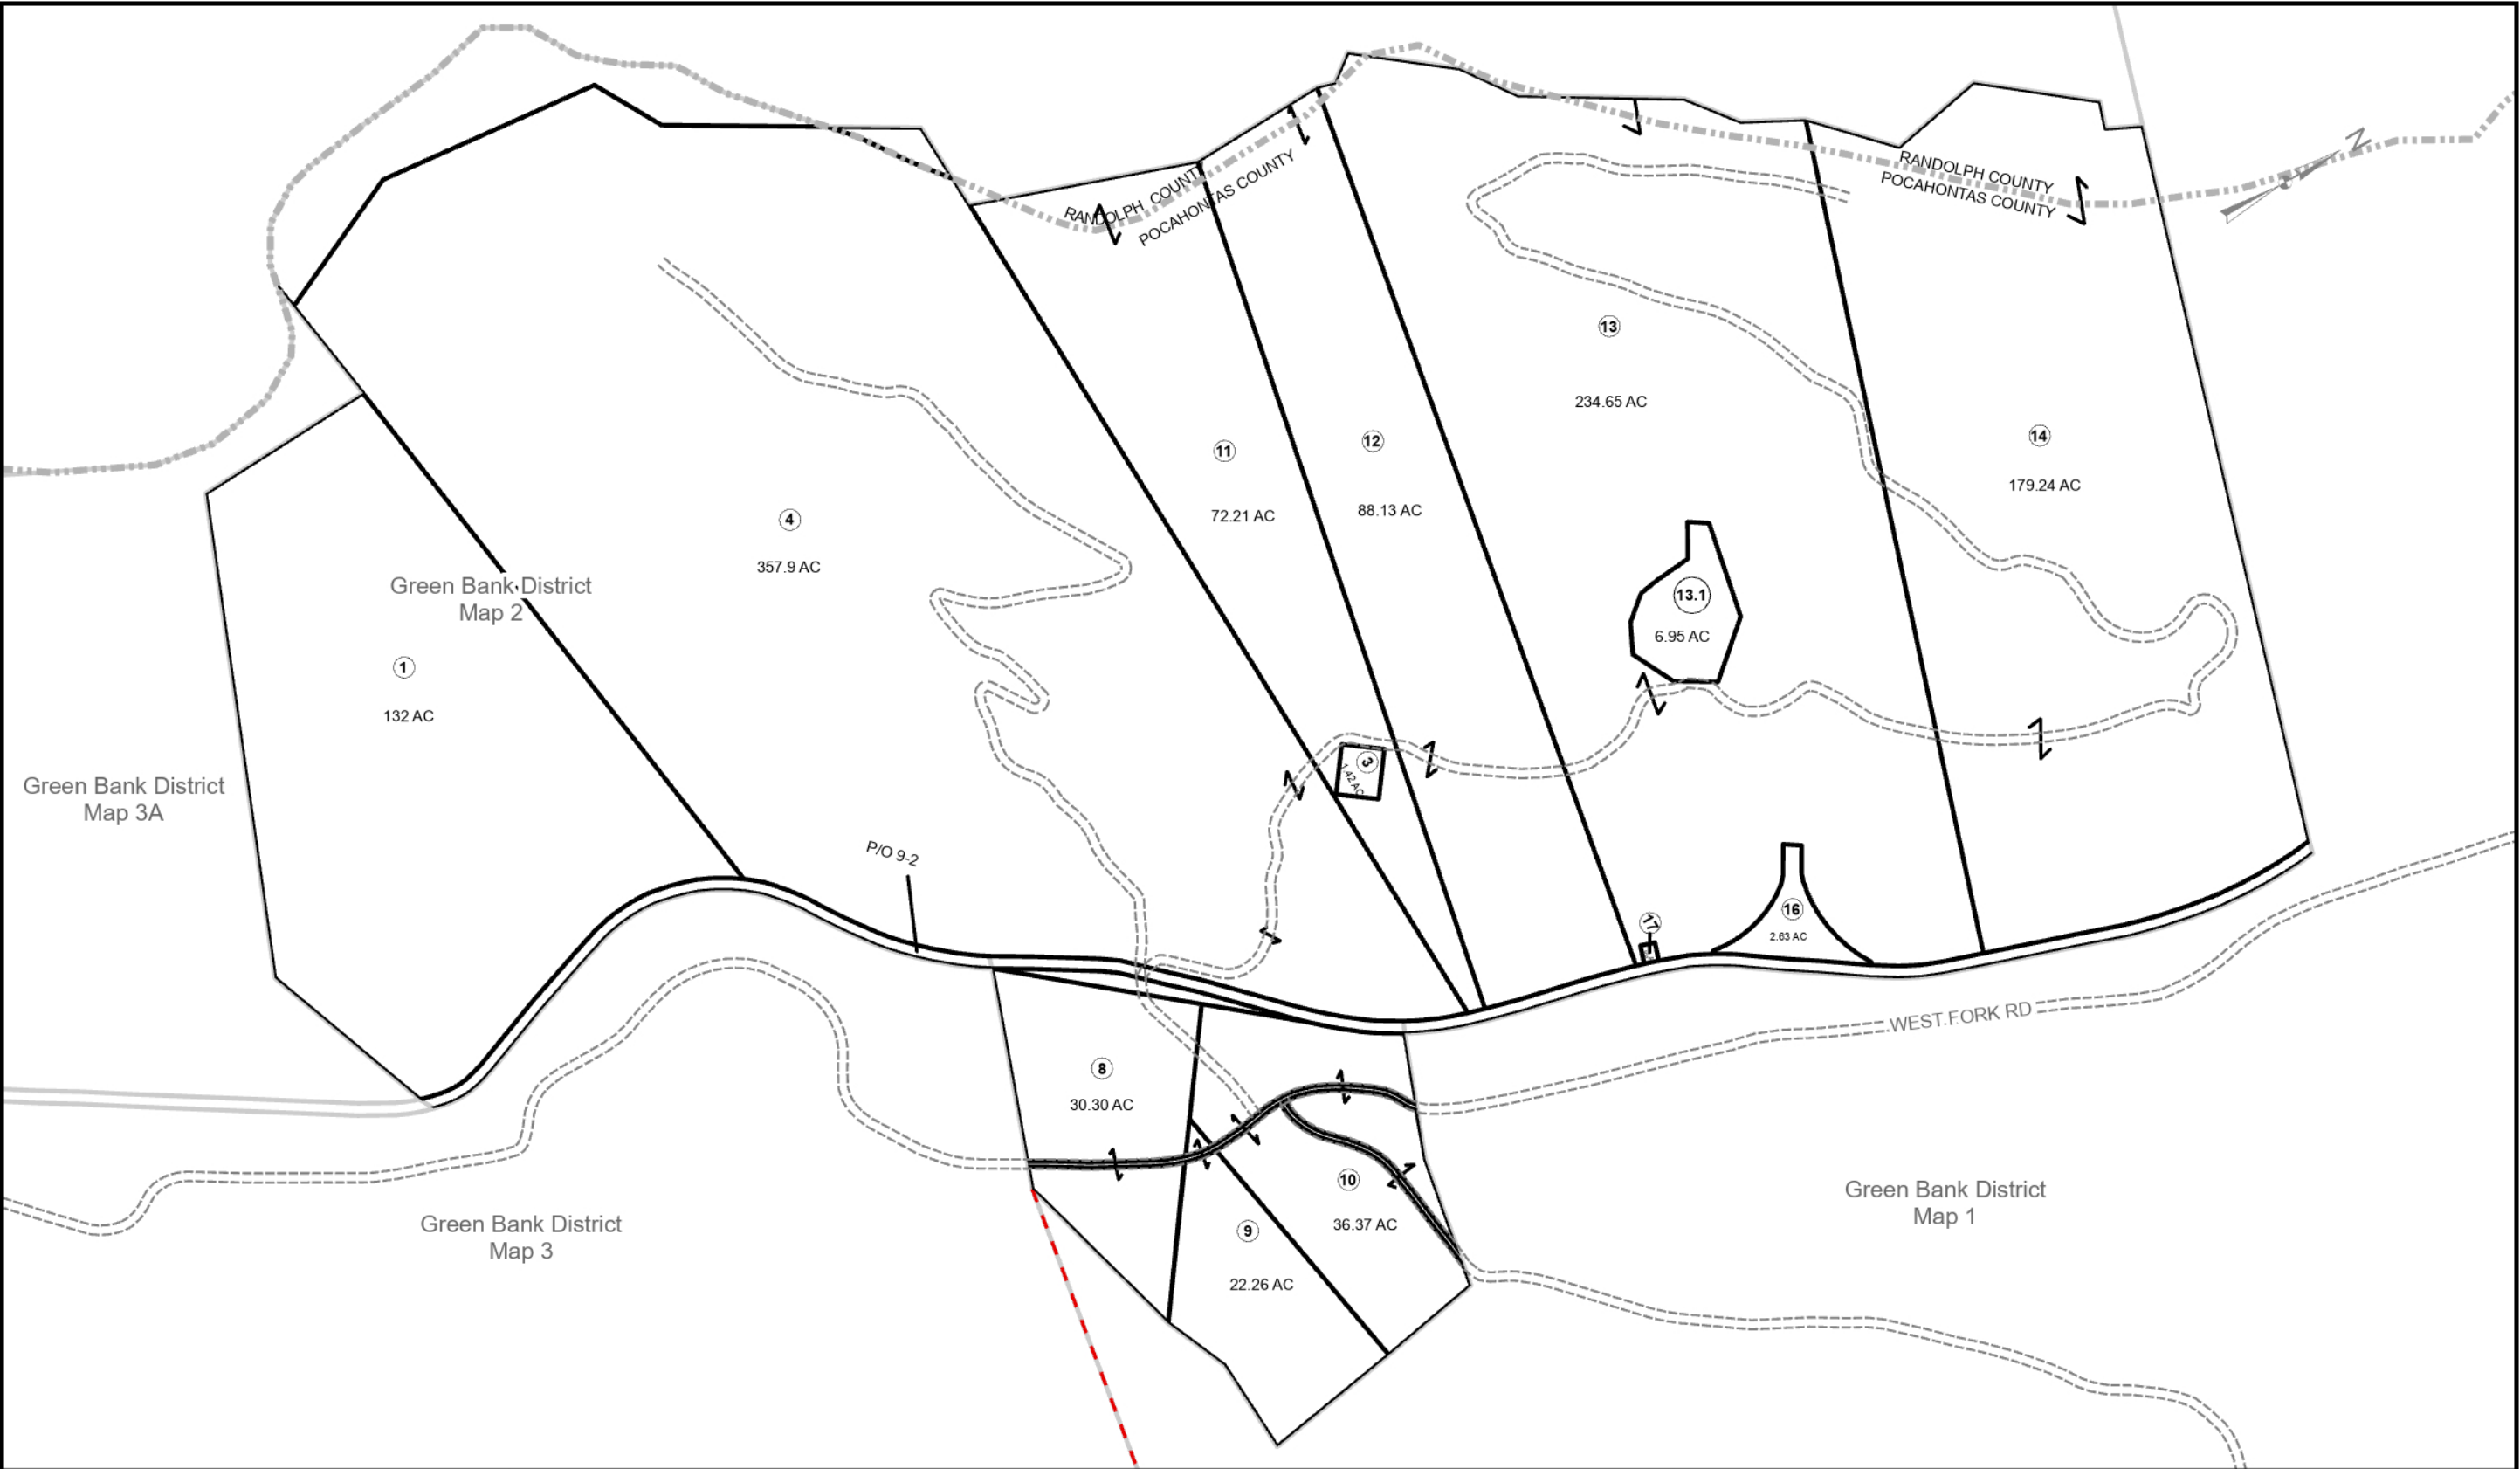 RANDOLPH COUNTY
POCAHONTAS COUNTY
RANDOLPH COUNTY
POCAHONTAS COUNTY
N
13
234.65 AC
11
72.21 AC
12
88.13 AC
14
179.24 AC
4
357.9 AC
Green Bank District
Map 2
13.1
6.95 AC
1
132 AC
Green Bank District
Map 3A
3
1.42 AC
P/O 9-2
17
16
2.63 AC
WEST FORK RD
8
30.30 AC
10
36.37 AC
9
22.26 AC
Green Bank District
Map 1
Green Bank District
Map 3